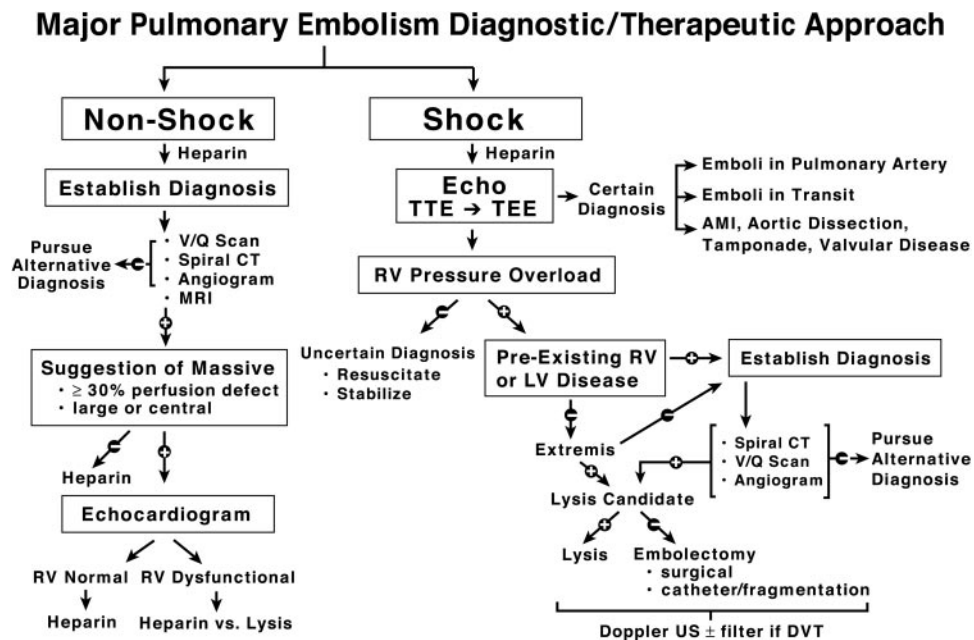 Major Pulmonary Embolism Diagnostic/Therapeutic Approach
Non-Shock
Heparin
Establish Diagnosis
· V/Q Scan
· Spiral CT
· Angiogram
· MRI
Pursue
Alternative
Diagnosis
Suggestion of Massive
· ≥ 30% perfusion defect
· large or central
Heparin
Echocardiogram
RV Normal
RV Dysfunctional
Heparin
Heparin vs. Lysis
Shock
Heparin
Echo
TTE → TEE
Certain
Diagnosis
Emboli in Pulmonary Artery
Emboli in Transit
AMI, Aortic Dissection,
Tamponade, Valvular Disease
RV Pressure Overload
Uncertain Diagnosis
· Resuscitate
· Stabilize
Pre-Existing RV
or LV Disease
Establish Diagnosis
Extremis
· Spiral CT
· V/Q Scan
· Angiogram
Pursue
Alternative
Diagnosis
Lysis Candidate
Lysis
Embolectomy
· surgical
· catheter/fragmentation
Doppler US ± filter if DVT